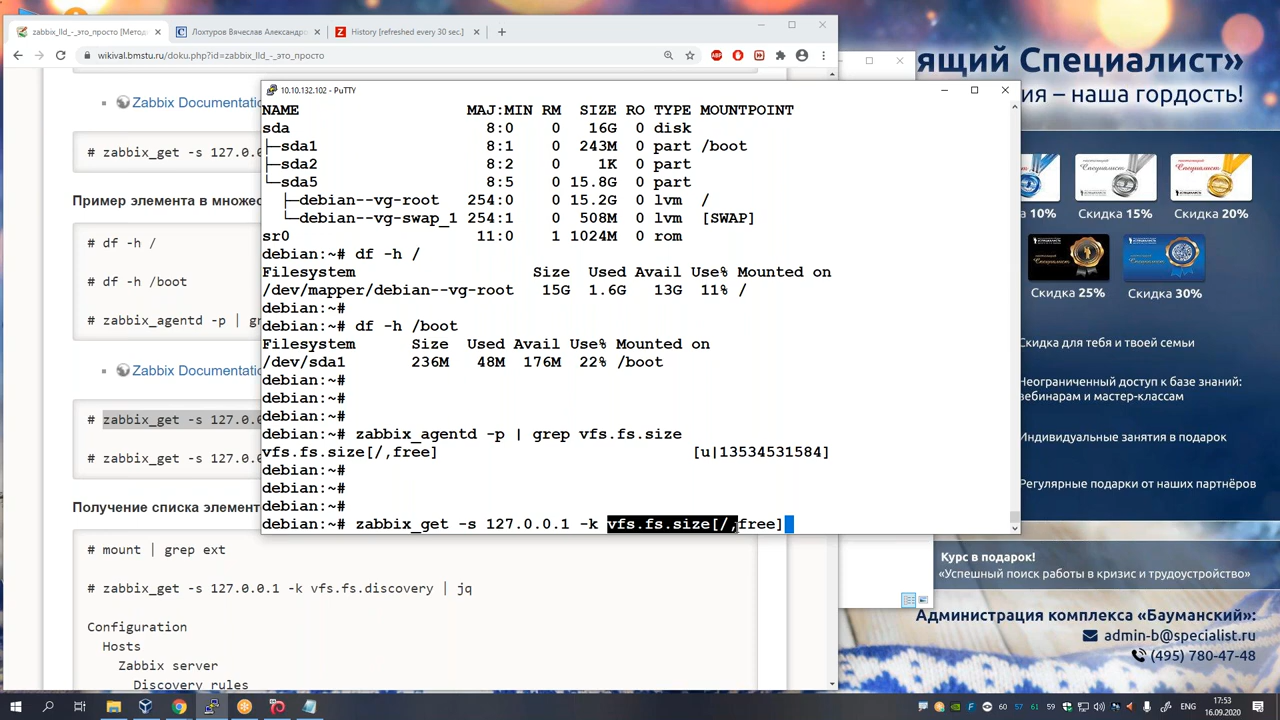 zabbix_lld_-_это_просто [Метод
Лохтуров Вячеслав Александро
History [refreshed every 30 sec.]
wikival.bmstu.ru/doku.php?id=zabbix_lld_-_это_просто
ABP
ящий Специалист»
ия – наша гордость!
Zabbix Documentatio
# zabbix_get -s 127.0.0
Пример элемента в множес
# df -h /
# df -h /boot
# zabbix_agentd -p | gre
Zabbix Documentatio
# zabbix_get -s 127.0.0
# zabbix_get -s 127.0.0
Получение списка элемент
# mount | grep ext
# zabbix_get -s 127.0.0.1 -k vfs.fs.discovery | jq
Configuration
Hosts
Zabbix server
Discovery rules
10.10.132.102 - PuTTY
NAME MAJ:MIN RM SIZE RO TYPE MOUNTPOINT
sda 8:0 0 16G 0 disk
├─sda1 8:1 0 243M 0 part /boot
├─sda2 8:2 0 1K 0 part
└─sda5 8:5 0 15.8G 0 part
├─debian--vg-root 254:0 0 15.2G 0 lvm /
└─debian--vg-swap_1 254:1 0 508M 0 lvm [SWAP]
sr0 11:0 1 1024M 0 rom
debian:~# df -h /
Filesystem Size Used Avail Use% Mounted on
/dev/mapper/debian--vg-root 15G 1.6G 13G 11% /
debian:~#
debian:~# df -h /boot
Filesystem Size Used Avail Use% Mounted on
/dev/sda1 236M 48M 176M 22% /boot
debian:~#
debian:~#
debian:~#
debian:~# zabbix_agentd -p | grep vfs.fs.size
vfs.fs.size[/,free] [u|13534531584]
debian:~#
debian:~#
debian:~#
debian:~# zabbix_get -s 127.0.0.1 -k vfs.fs.size[/,free]
а 10%
Скидка 15%
Скидка 20%
Скидка 25%
Скидка 30%
Скидка для тебя и твоей семьи
Неограниченный доступ к базе знаний:
вебинарам и мастер-классам
Индивидуальные занятия в подарок
Регулярные подарки от наших партнёров
Курс в подарок!
«Успешный поиск работы в кризис и трудоустройство»
Администрация комплекса «Бауманский»:
admin-b@specialist.ru
(495) 780-47-48
60 57 61 59
ENG
17:53
16.09.2020